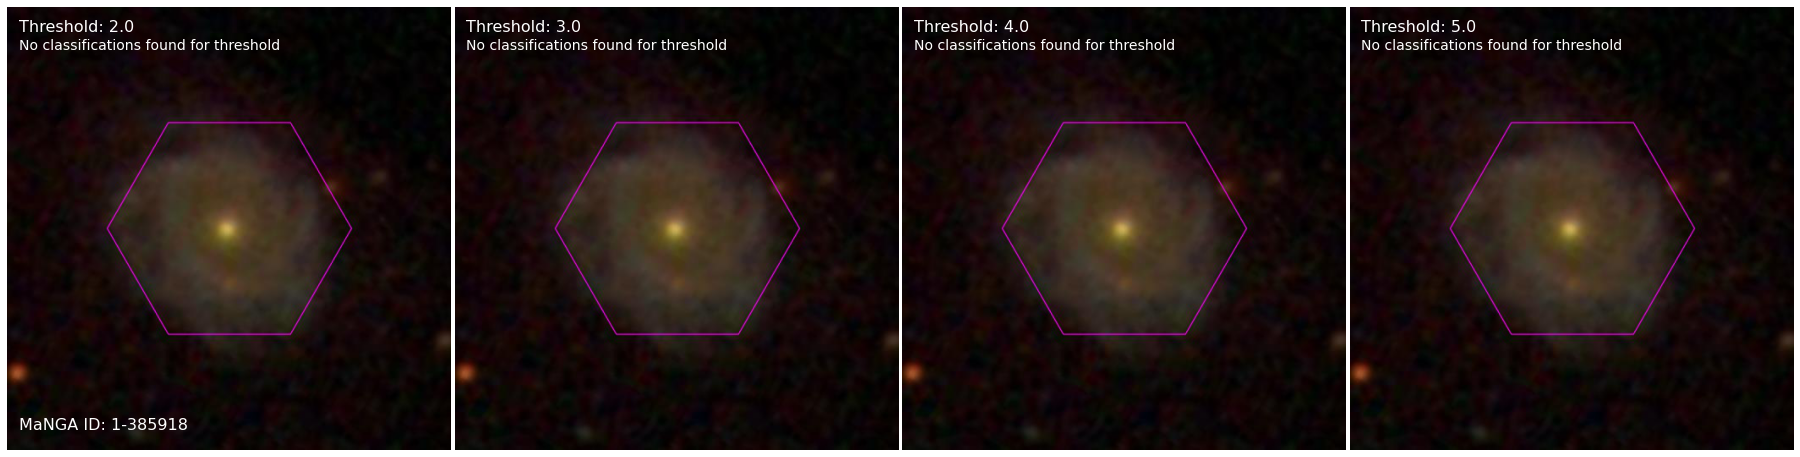 Threshold: 2.0
No classifications found for threshold
MaNGA ID: 1-385918
Threshold: 3.0
No classifications found for threshold
Threshold: 4.0
No classifications found for threshold
Threshold: 5.0
No classifications found for threshold